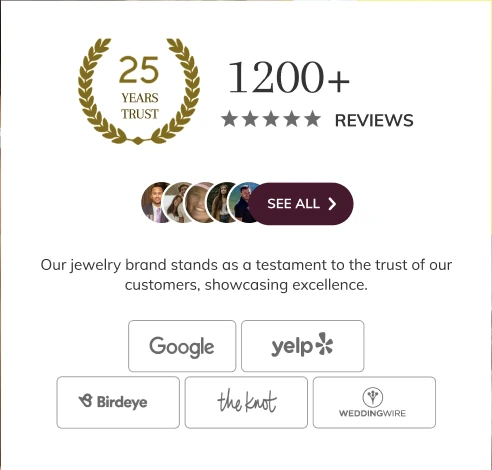 25
YEARS
TRUST
1200+
REVIEWS
SEE ALL
Our jewelry brand stands as a testament to the trust of our
customers, showcasing excellence.
Google
yelp
Birdeye
the knot
WEDDINGWIRE